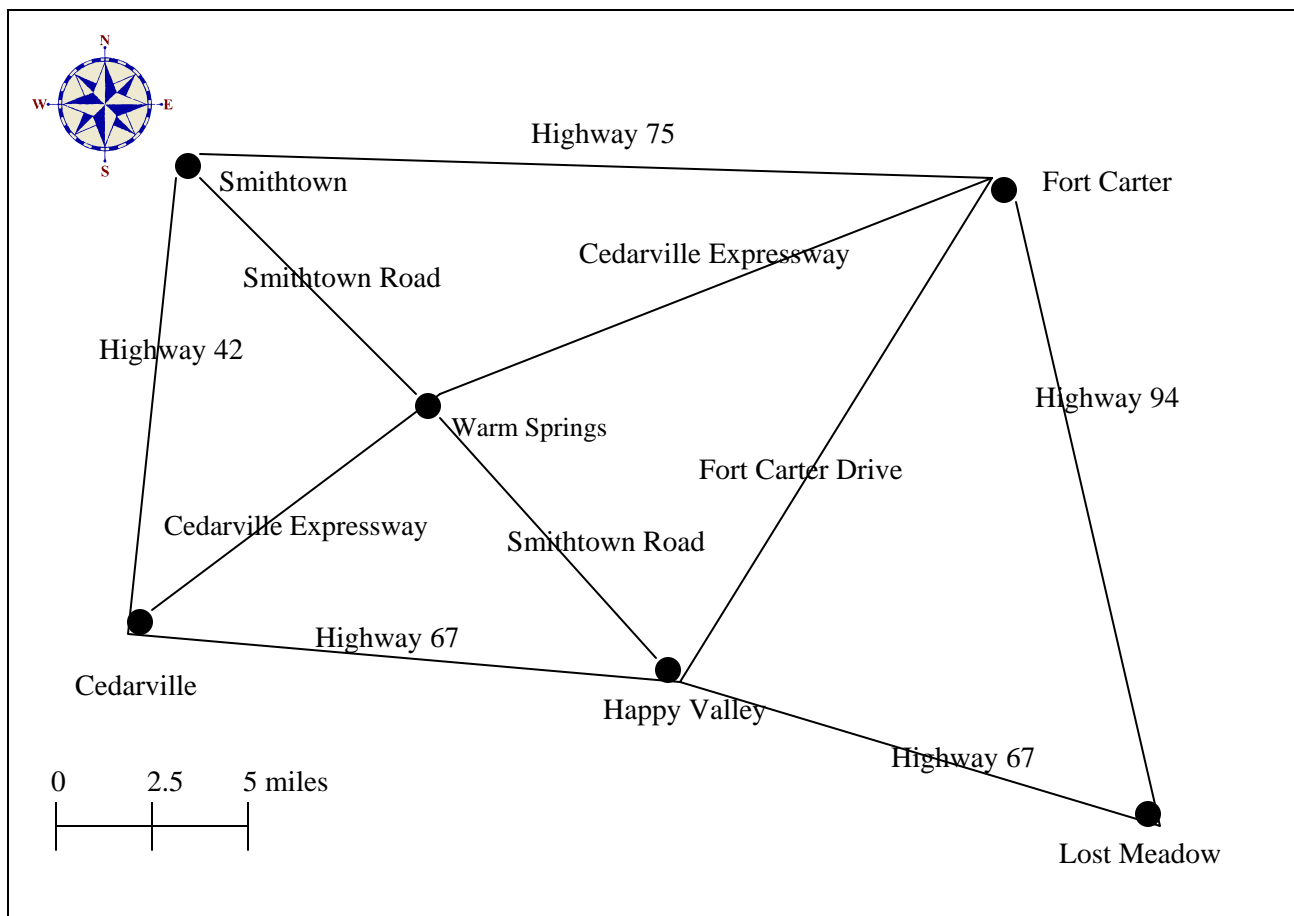 N
W E
S
Highway 75
Smithtown
Fort Carter
Cedarville Expressway
Smithtown Road
Highway 42
Highway 94
Warm Springs
Fort Carter Drive
Cedarville Expressway
Smithtown Road
Highway 67
Cedarville
Happy Valley
Highway 67
0 2.5 5 miles
Lost Meadow